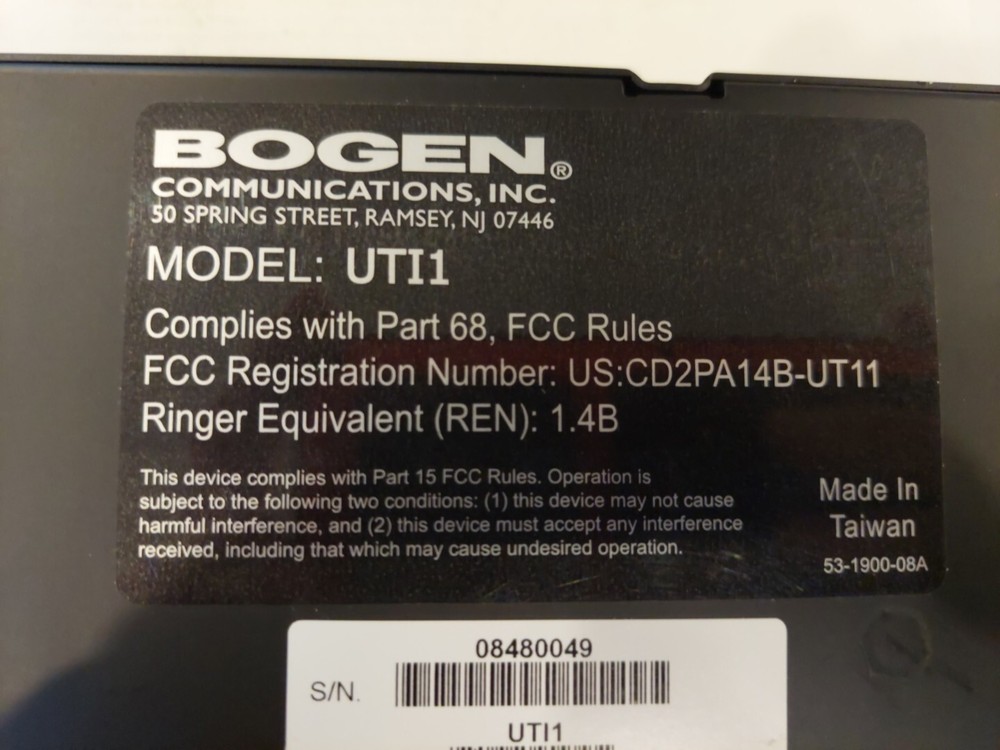 BOGEN®
COMMUNICATIONS, INC.
50 SPRING STREET, RAMSEY, NJ 07446
MODEL: UTI1
Complies with Part 68, FCC Rules
FCC Registration Number: US:CD2PA14B-UT11
Ringer Equivalent (REN): 1.4B
This device complies with Part 15 FCC Rules. Operation is
subject to the following two conditions: (1) this device may not cause
harmful interference, and (2) this device must accept any interference
received, including that which may cause undesired operation.
Made In
Taiwan
53-1900-08A
08480049
S/N.
UTI1